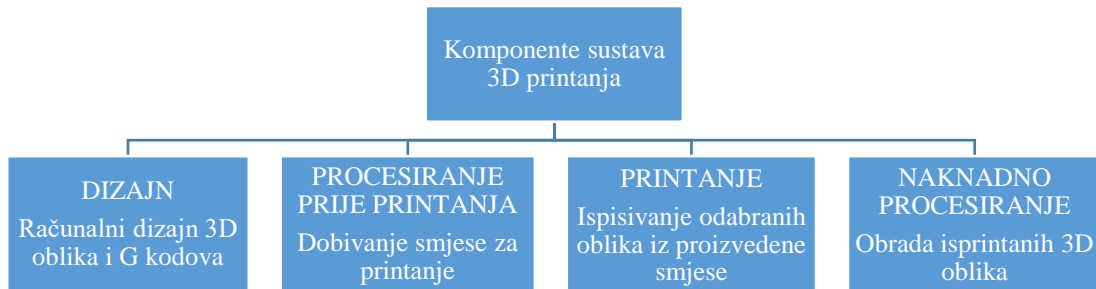 Komponente sustava
3D printanja
DIZAJN
Računalni dizajn 3D
oblika i G kodova
PROCESIRANJE
PRIJE PRINTANJA
Dobivanje smjese za
printanje
PRINTANJE
Ispisivanje odabranih
oblika iz proizvedene
smjese
NAKNADNO
PROCESIRANJE
Obrada isprintanih 3D
oblika